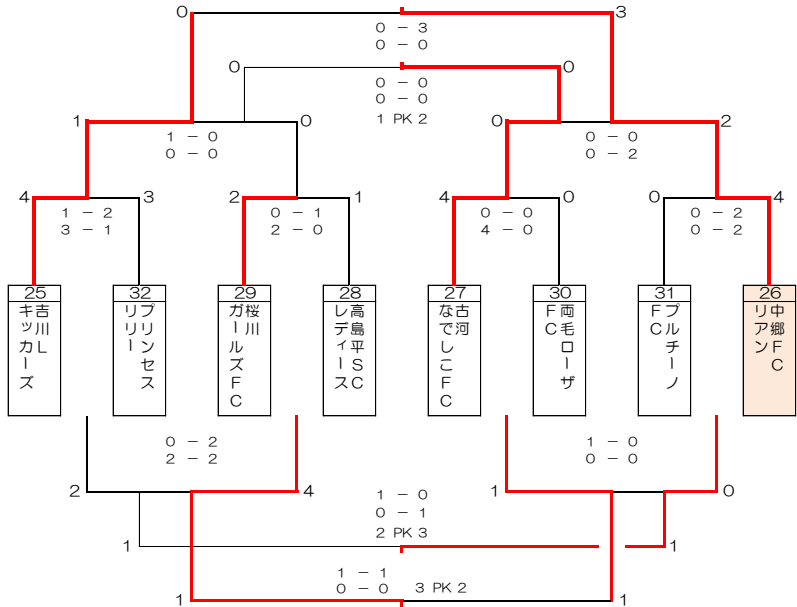 0 3
0 － 3
0 － 0
0 0
0 － 0
0 － 0
1 PK 2
1 0 0 2
1 － 0
0 － 0
0 － 0
0 － 2
4 3 2 1 4 0 0 4
1 － 2
3 － 1
0 － 1
2 － 0
0 － 0
4 － 0
0 － 2
0 － 2
25
吉川L
キッカーズ
32
プリンセス
リリー
29
桜川
ガールズFC
28
高島平SC
レディース
27
古河
なでしこFC
30
両毛ローザ
FC
31
プルチーノ
FC
26
中郷FC
リアン
0 － 2
2 － 2
1 － 0
0 － 0
2 4 1 0
1 － 0
0 － 1
2 PK 3
1 1
1 － 1
0 － 0 3 PK 2
1 1